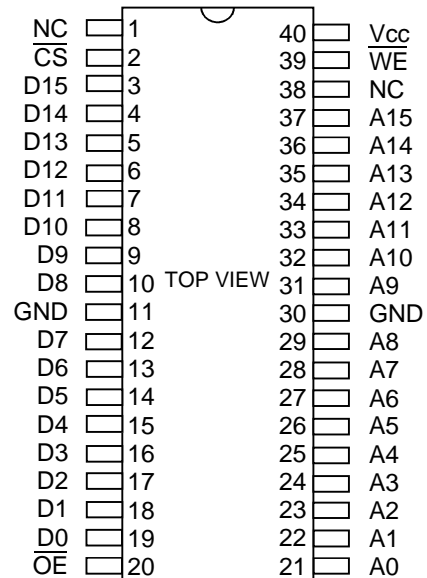 NC 1 40 Vcc
C̅S̅ 2 39 W̅E̅
D15 3 38 NC
D14 4 37 A15
D13 5 36 A14
D12 6 35 A13
D11 7 34 A12
D10 8 33 A11
D9 9 32 A10
D8 10 TOP VIEW 31 A9
GND 11 30 GND
D7 12 29 A8
D6 13 28 A7
D5 14 27 A6
D4 15 26 A5
D3 16 25 A4
D2 17 24 A3
D1 18 23 A2
D0 19 22 A1
O̅E̅ 20 21 A0